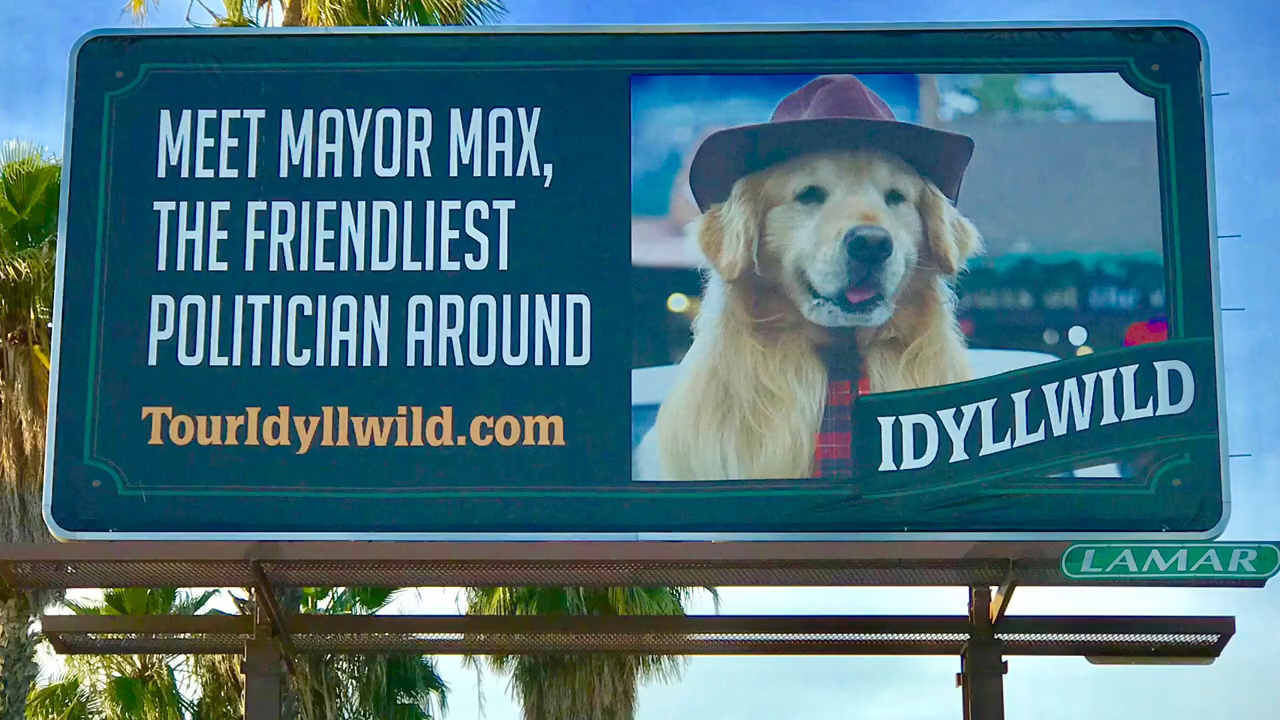 MEET MAYOR MAX,
THE FRIENDLIEST
POLITICIAN AROUND
TourIdyllwild.com
IDYLLWILD
LAMAR